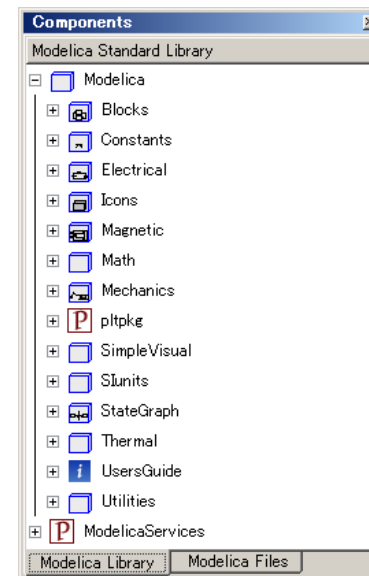 Components
Modelica Standard Library
Modelica
Blocks
Constants
Electrical
Icons
Magnetic
Math
Mechanics
P pltpkg
SimpleVisual
SIunits
StateGraph
Thermal
i UsersGuide
Utilities
P ModelicaServices
Modelica Library Modelica Files